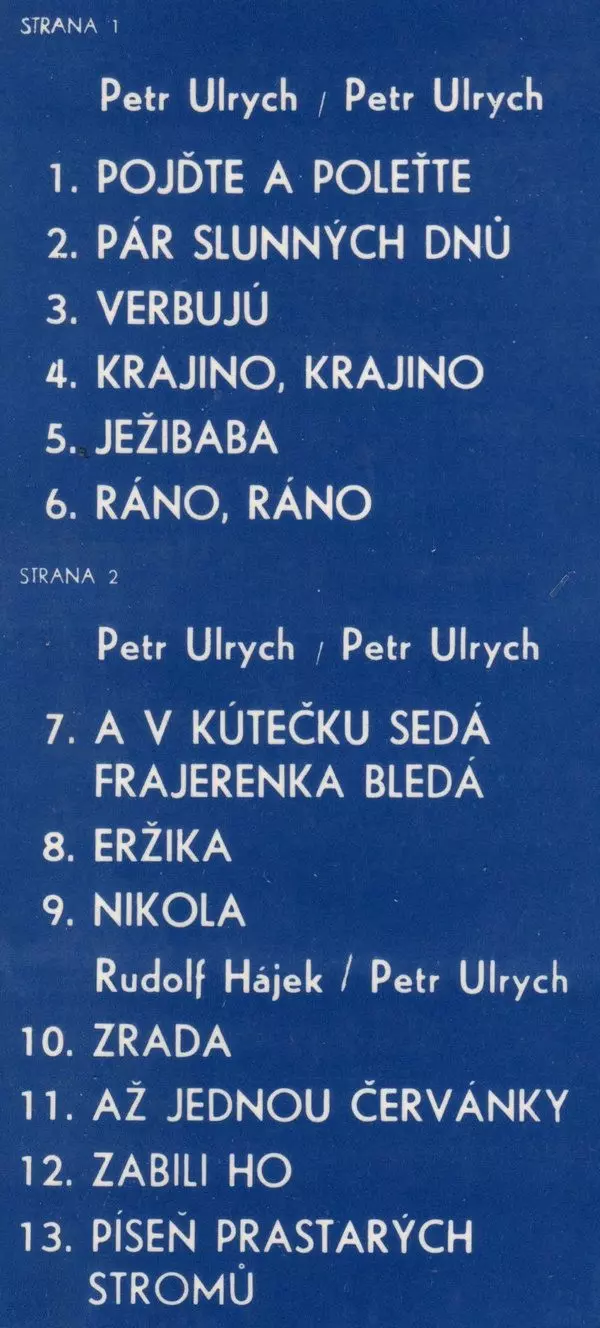 STRANA 1
Petr Ulrych / Petr Ulrych
1. POJĎTE A POLEŤTE
2. PÁR SLUNNÝCH DNŮ
3. VERBUJÚ
4. KRAJINO, KRAJINO
5. JEŽIBABA
6. RÁNO, RÁNO
STRANA 2
Petr Ulrych / Petr Ulrych
7. A V KÚTEČKU SEDÁ
FRAJERENKA BLEDÁ
8. ERŽIKA
9. NIKOLA
Rudolf Hájek / Petr Ulrych
10. ZRADA
11. AŽ JEDNOU ČERVÁNKY
12. ZABILI HO
13. PÍSEŇ PRASTARÝCH
STROMŮ